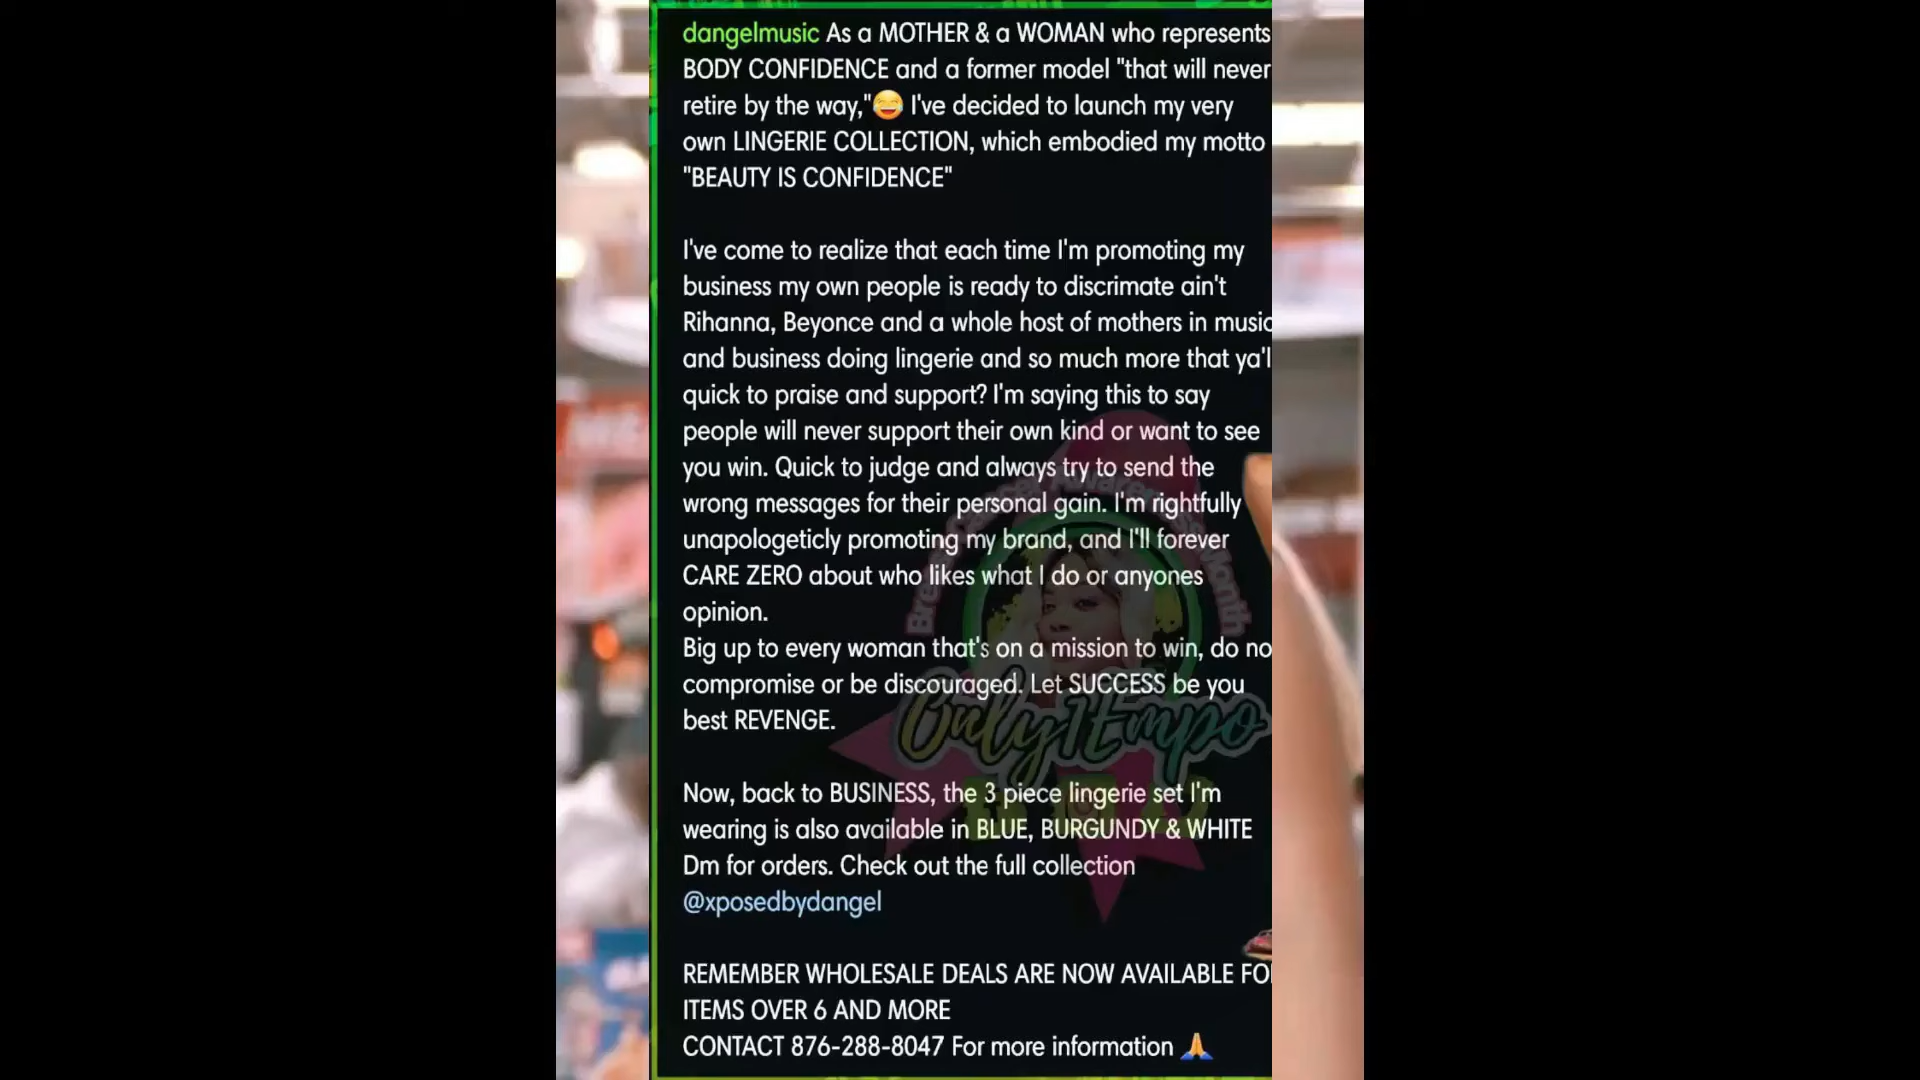 dangelmusic As a MOTHER & a WOMAN who represents
BODY CONFIDENCE and a former model "that will never
retire by the way,"😂 I've decided to launch my very
own LINGERIE COLLECTION, which embodied my motto
"BEAUTY IS CONFIDENCE"
I've come to realize that each time I'm promoting my
business my own people is ready to discrimate ain't
Rihanna, Beyonce and a whole host of mothers in music
and business doing lingerie and so much more that ya'l
quick to praise and support? I'm saying this to say
people will never support their own kind or want to see
you win. Quick to judge and always try to send the
wrong messages for their personal gain. I'm rightfully
unapologeticly promoting my brand, and I'll forever
CARE ZERO about who likes what I do or anyones
opinion.
Big up to every woman that's on a mission to win, do no
compromise or be discouraged. Let SUCCESS be you
best REVENGE.
Now, back to BUSINESS, the 3 piece lingerie set I'm
wearing is also available in BLUE, BURGUNDY & WHITE
Dm for orders. Check out the full collection
@xposedbydangel
REMEMBER WHOLESALE DEALS ARE NOW AVAILABLE FO
ITEMS OVER 6 AND MORE
CONTACT 876-288-8047 For more information 🙏
Breast Cancer Awareness Month
Only1Empo